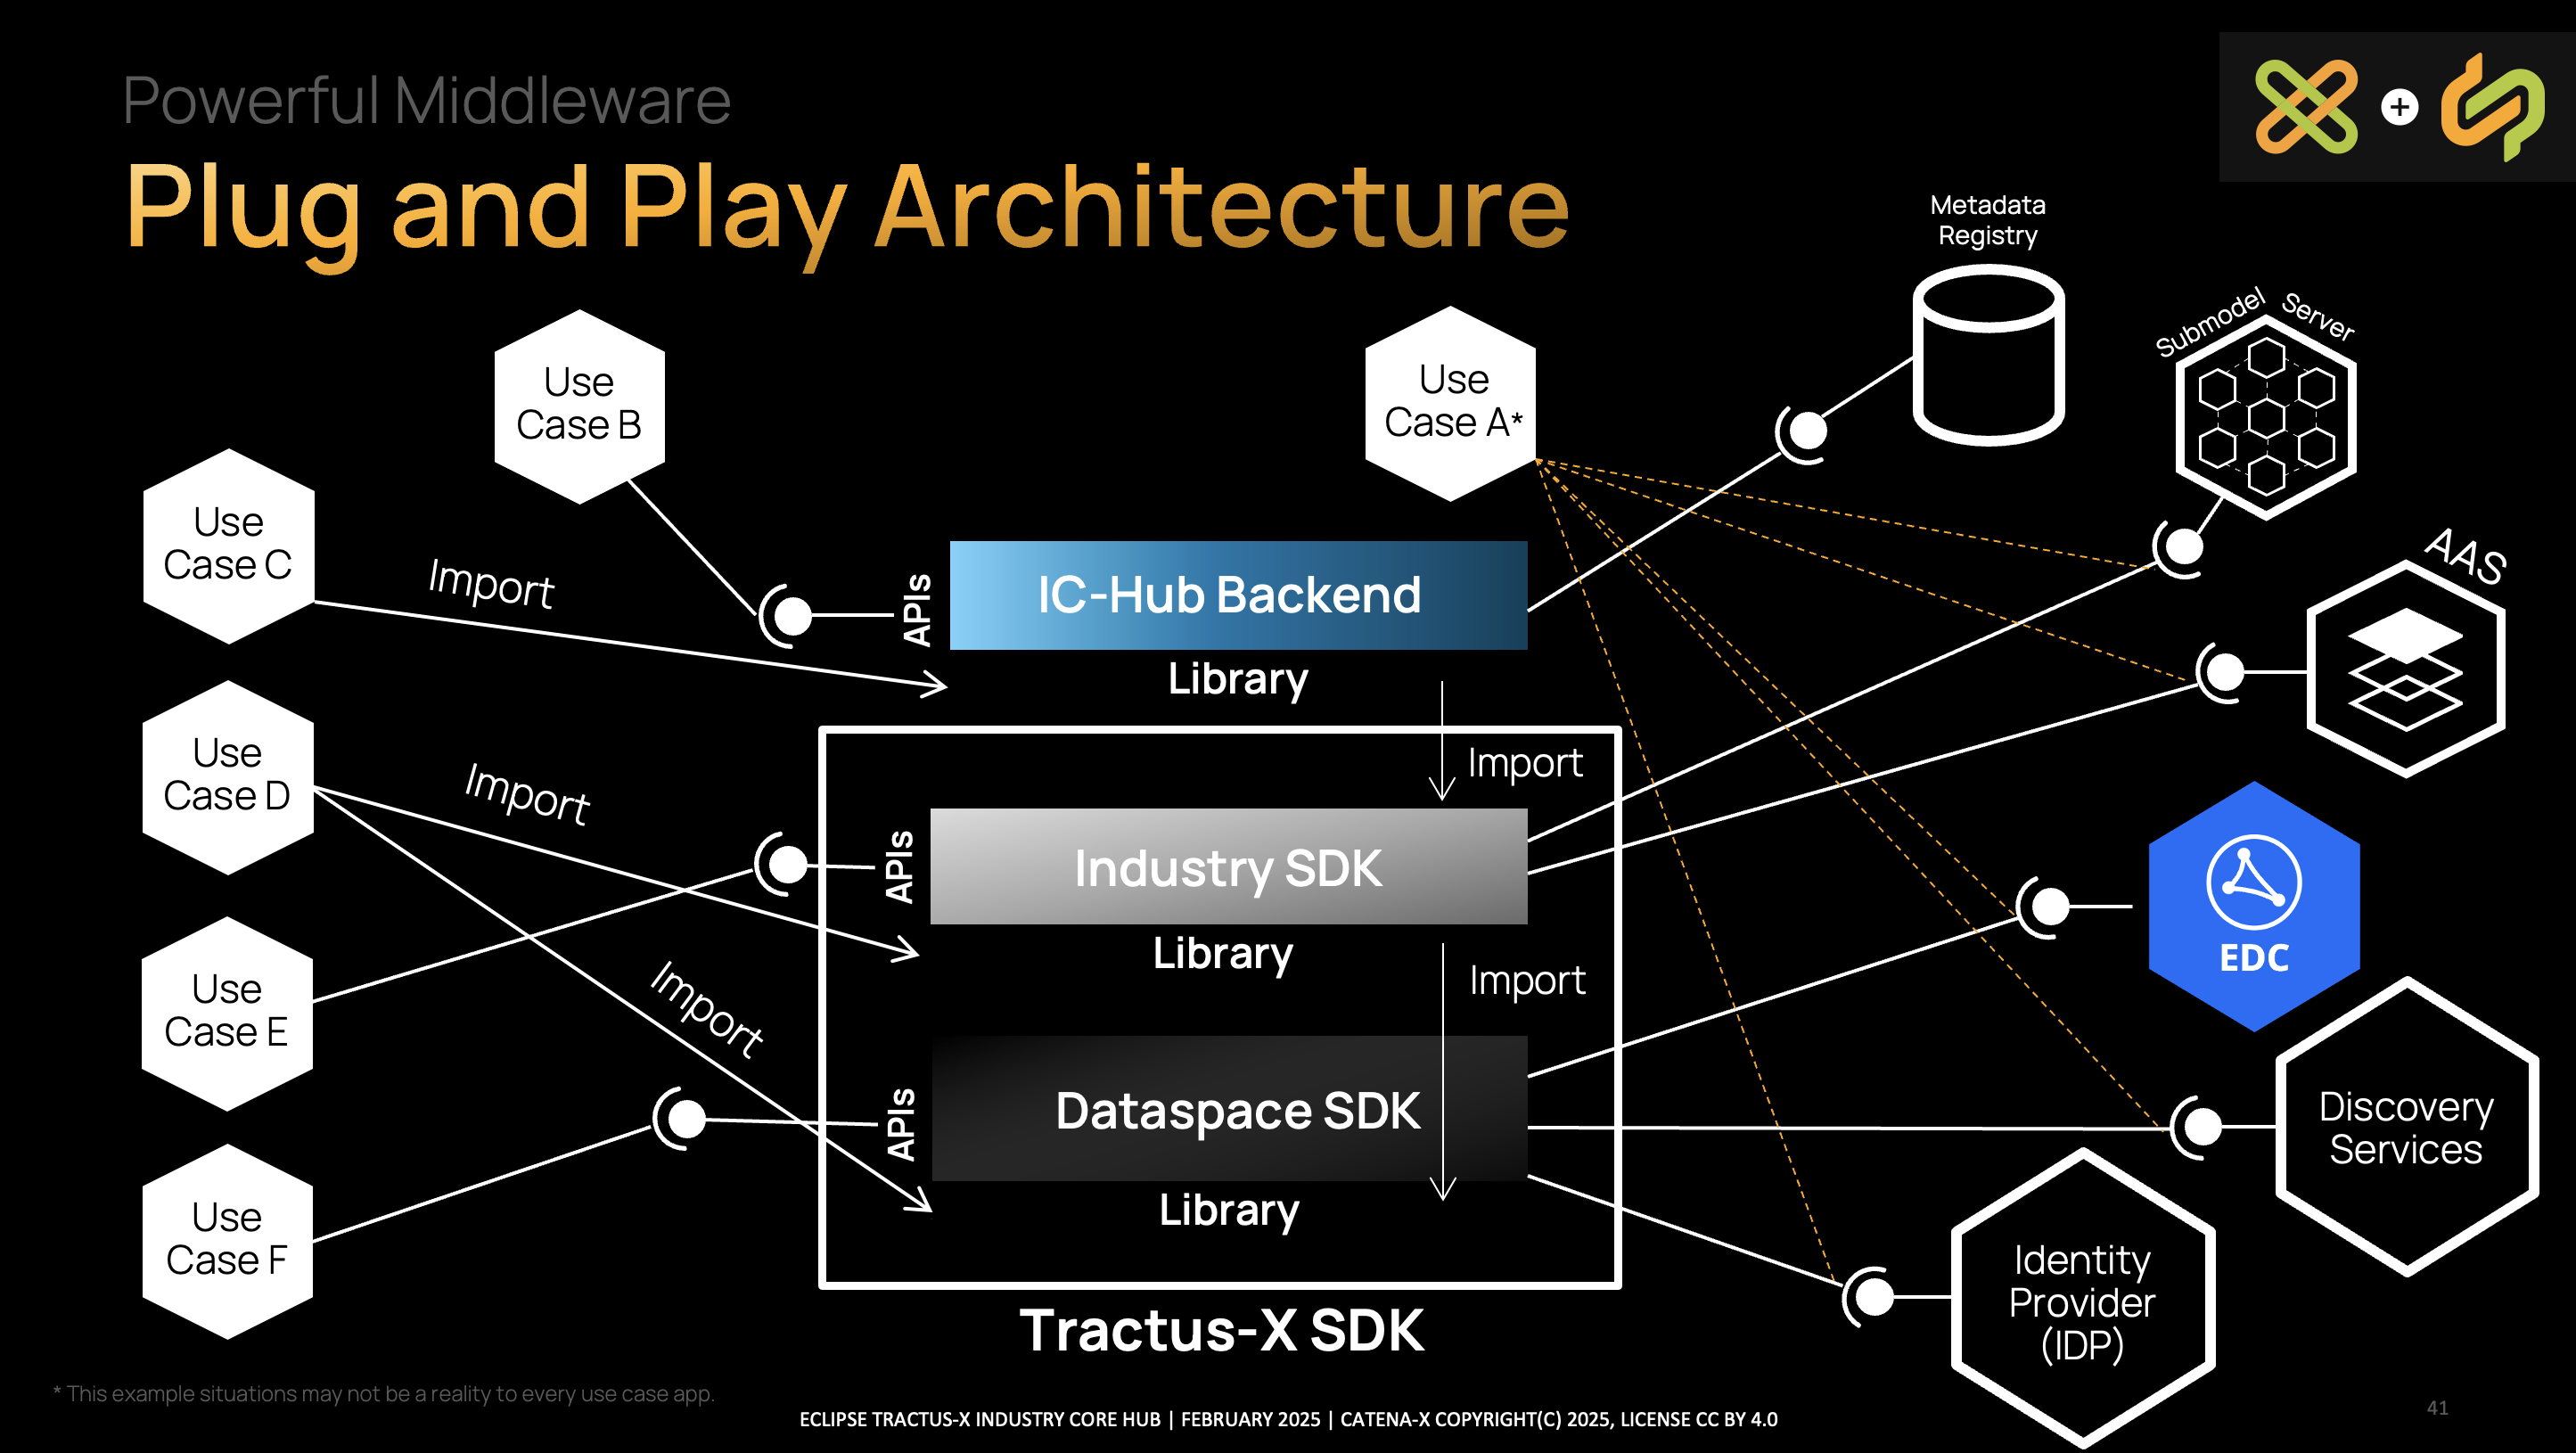 Powerful Middleware
Plug and Play Architecture
Metadata
Registry
Submodel Server
Use
Case B
Use
Case A*
Use
Case C
Import
APIs
IC-Hub Backend
Library
AAS
Import
Use
Case D
Import
APIs
Industry SDK
Library
Import
EDC
Use
Case E
Import
APIs
Dataspace SDK
Library
Discovery
Services
Use
Case F
Identity
Provider
(IDP)
Tractus-X SDK
* This example situations may not be a reality to every use case app.
ECLIPSE TRACTUS-X INDUSTRY CORE HUB | FEBRUARY 2025 | CATENA-X COPYRIGHT(C) 2025, LICENSE CC BY 4.0
41